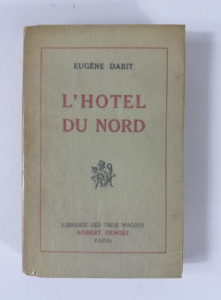 EUGÈNE DABIT
L'HOTEL
DU NORD
LIBRAIRIE DES TROIS MAGOTS
ROBERT DENOËL
PARIS